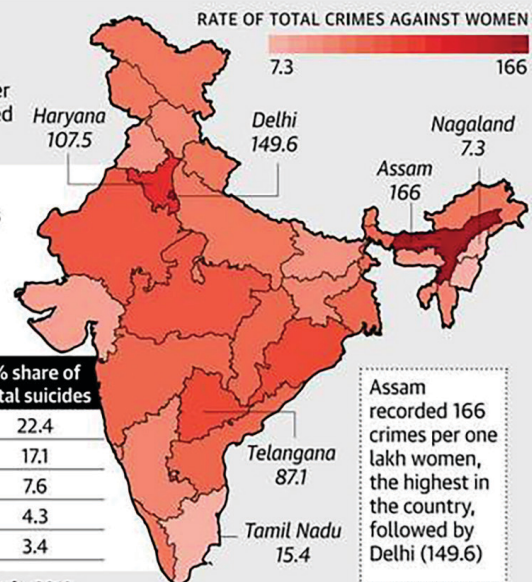 RATE OF TOTAL CRIMES AGAINST WOMEN
7.3
166
Haryana
107.5
Delhi
149.6
Nagaland
7.3
Assam
166
% share of
total suicides
22.4
17.1
7.6
4.3
3.4
Telangana
87.1
Tamil Nadu
15.4
Assam
recorded 166
crimes per one
lakh women,
the highest in
the country,
followed by
Delhi (149.6)